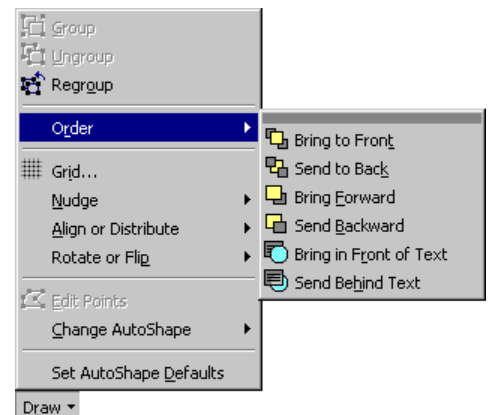 Group
Ungroup
Regroup
Order
Grid...
Nudge
Align or Distribute
Rotate or Flip
Edit Points
Change AutoShape
Set AutoShape Defaults
Draw
Bring to Front
Send to Back
Bring Forward
Send Backward
Bring in Front of Text
Send Behind Text